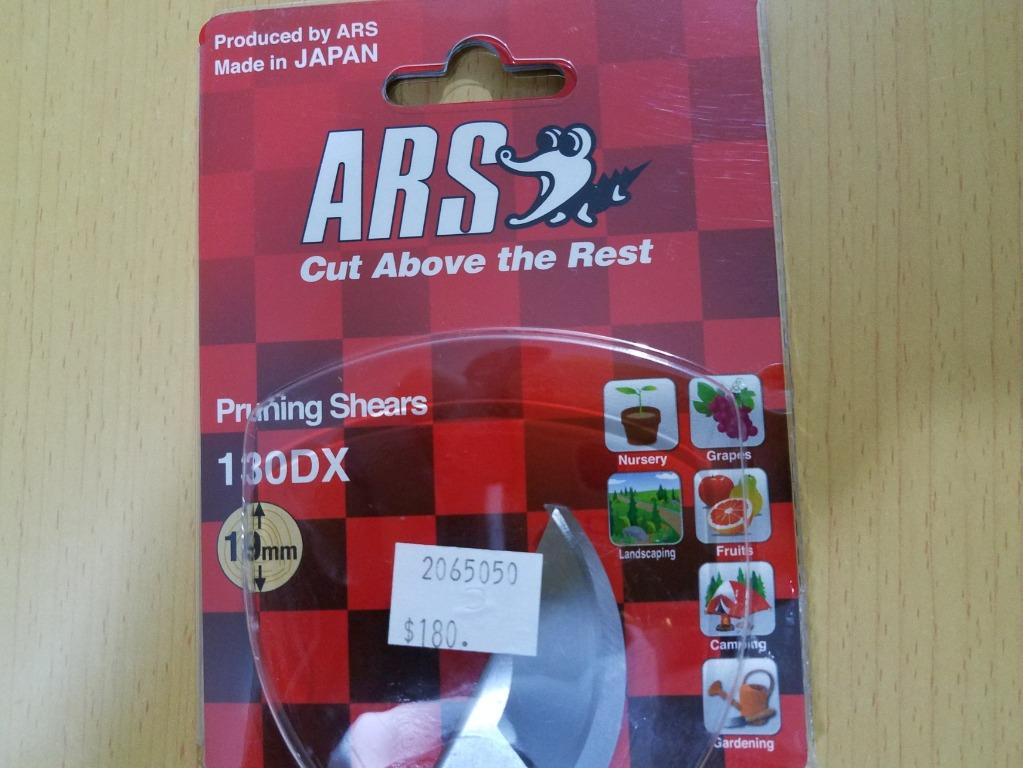 Produced by ARS
Made in JAPAN
ARS
Cut Above the Rest
Pruning Shears
130DX
19mm
Nursery
Grapes
Landscaping
Fruits
2065050
$180.
Camping
Gardening